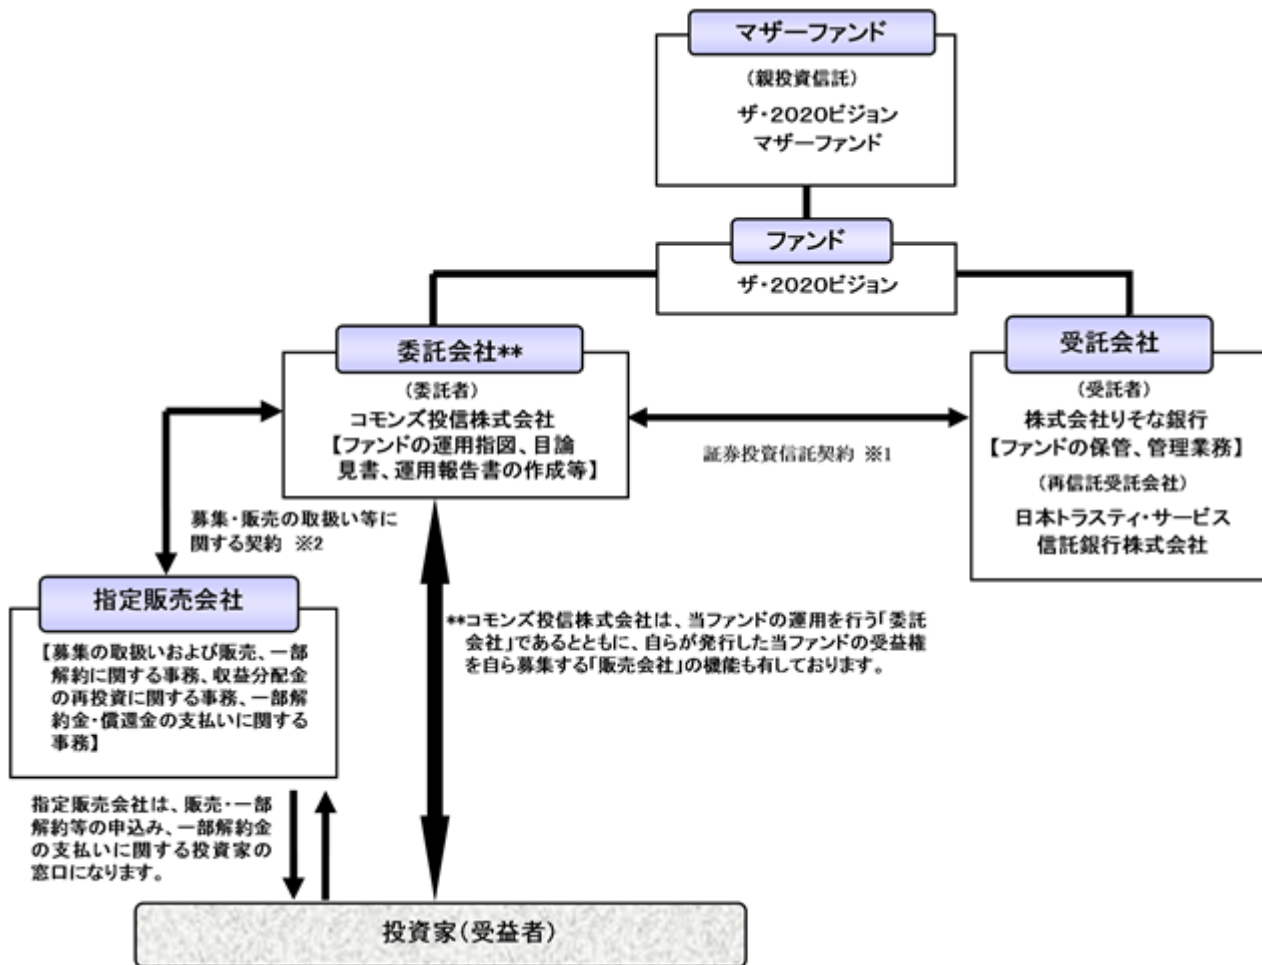 マザーファンド
（親投資信託）
ザ・2020ビジョン
マザーファンド
ファンド
ザ・2020ビジョン
委託会社**
（委託者）
コモンズ投信株式会社
【ファンドの運用指図、目論
見書、運用報告書の作成等】
証券投資信託契約 ※1
受託会社
（受託者）
株式会社りそな銀行
【ファンドの保管、管理業務】
（再信託受託会社）
日本トラスティ・サービス
信託銀行株式会社
募集・販売の取扱い等に
関する契約 ※2
指定販売会社
【募集の取扱いおよび販売、一部
解約に関する事務、収益分配金
の再投資に関する事務、一部解
約金・償還金の支払いに関する
事務】
**コモンズ投信株式会社は、当ファンドの運用を行う「委託
会社」であるとともに、自らが発行した当ファンドの受益権
を自ら募集する「販売会社」の機能も有しております。
指定販売会社は、販売・一部
解約等の申込み、一部解約金
の支払いに関する投資家の
窓口になります。
投資家（受益者）